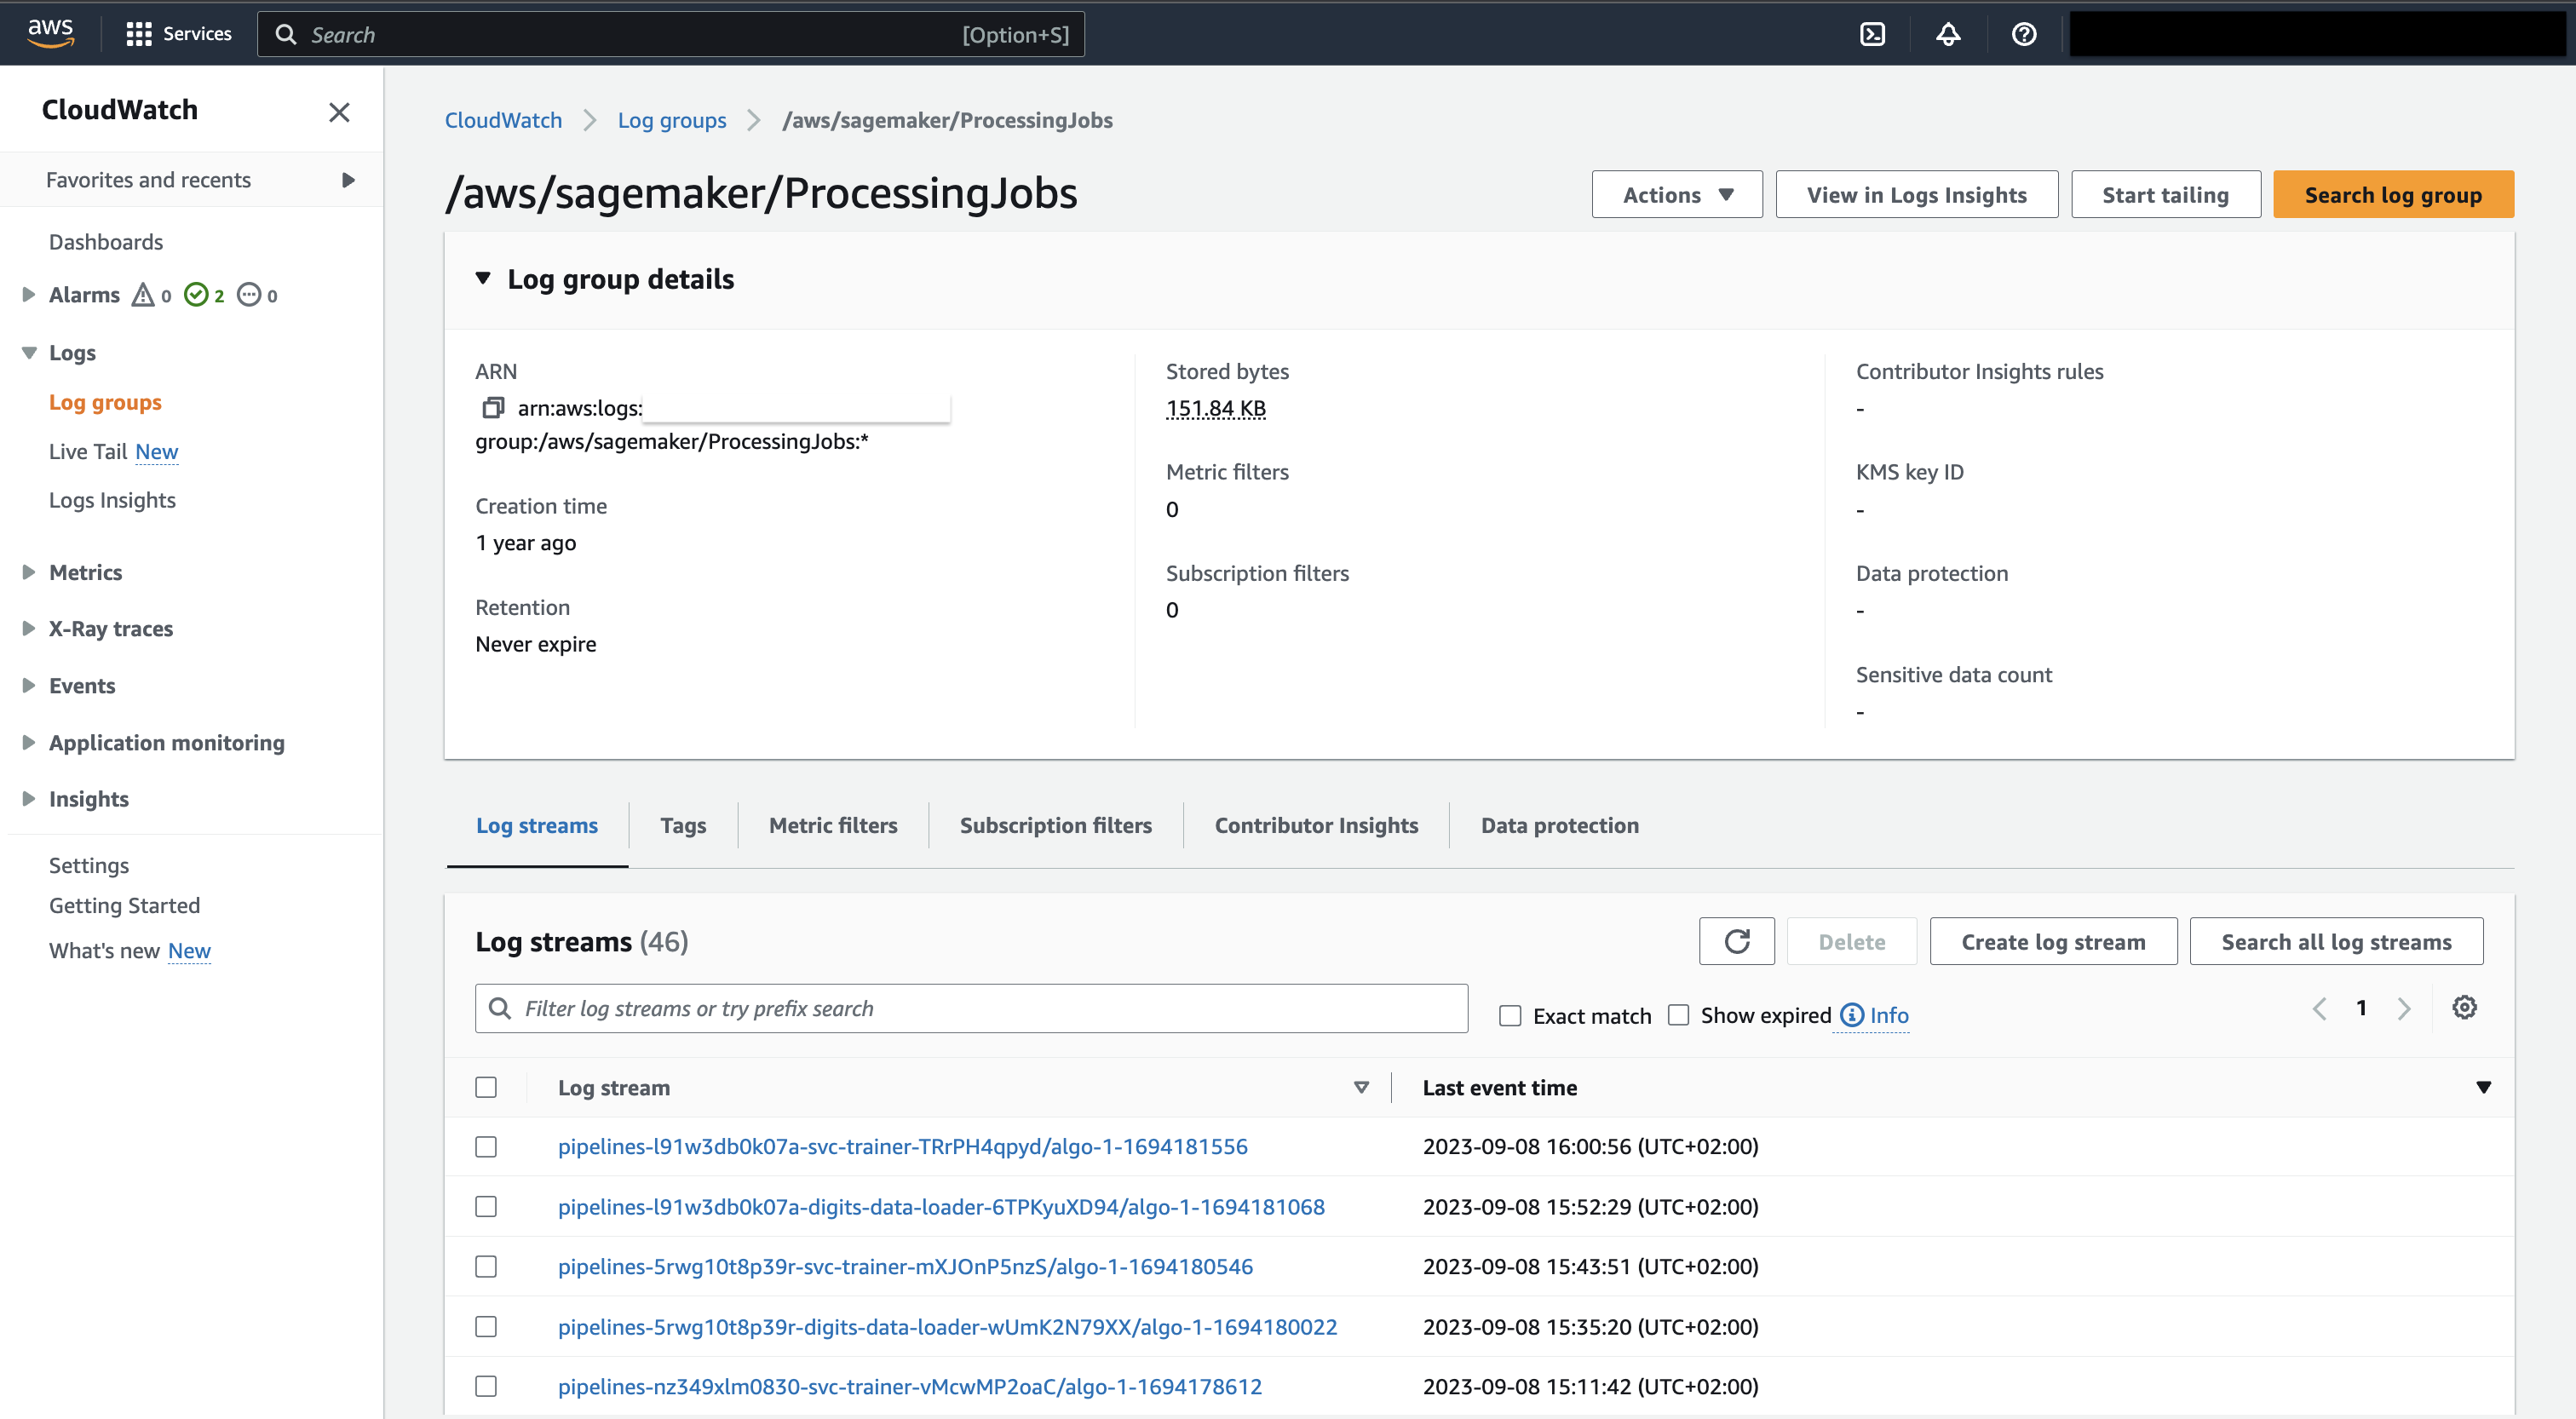 aws Services Search [Option+S]
CloudWatch
Favorites and recents
Dashboards
Alarms 0 2 0
Logs
Log groups
Live Tail New
Logs Insights
Metrics
X-Ray traces
Events
Application monitoring
Insights
Settings
Getting Started
What's new New
CloudWatch Log groups /aws/sagemaker/ProcessingJobs
/aws/sagemaker/ProcessingJobs
Actions View in Logs Insights Start tailing Search log group
Log group details
ARN
arn:aws:logs:
group:/aws/sagemaker/ProcessingJobs:*
Creation time
1 year ago
Retention
Never expire
Stored bytes
151.84 KB
Metric filters
0
Subscription filters
0
Contributor Insights rules
-
KMS key ID
-
Data protection
-
Sensitive data count
-
Log streams Tags Metric filters Subscription filters Contributor Insights Data protection
Log streams (46) Delete Create log stream Search all log streams
Filter log streams or try prefix search Exact match Show expired Info 1
Log stream Last event time
pipelines-l91w3db0k07a-svc-trainer-TRrPH4qpyd/algo-1-1694181556 2023-09-08 16:00:56 (UTC+02:00)
pipelines-l91w3db0k07a-digits-data-loader-6TPKyuXD94/algo-1-1694181068 2023-09-08 15:52:29 (UTC+02:00)
pipelines-5rwg10t8p39r-svc-trainer-mXJOnP5nzS/algo-1-1694180546 2023-09-08 15:43:51 (UTC+02:00)
pipelines-5rwg10t8p39r-digits-data-loader-wUmK2N79XX/algo-1-1694180022 2023-09-08 15:35:20 (UTC+02:00)
pipelines-nz349xlm0830-svc-trainer-vMcwMP2oaC/algo-1-1694178612 2023-09-08 15:11:42 (UTC+02:00)